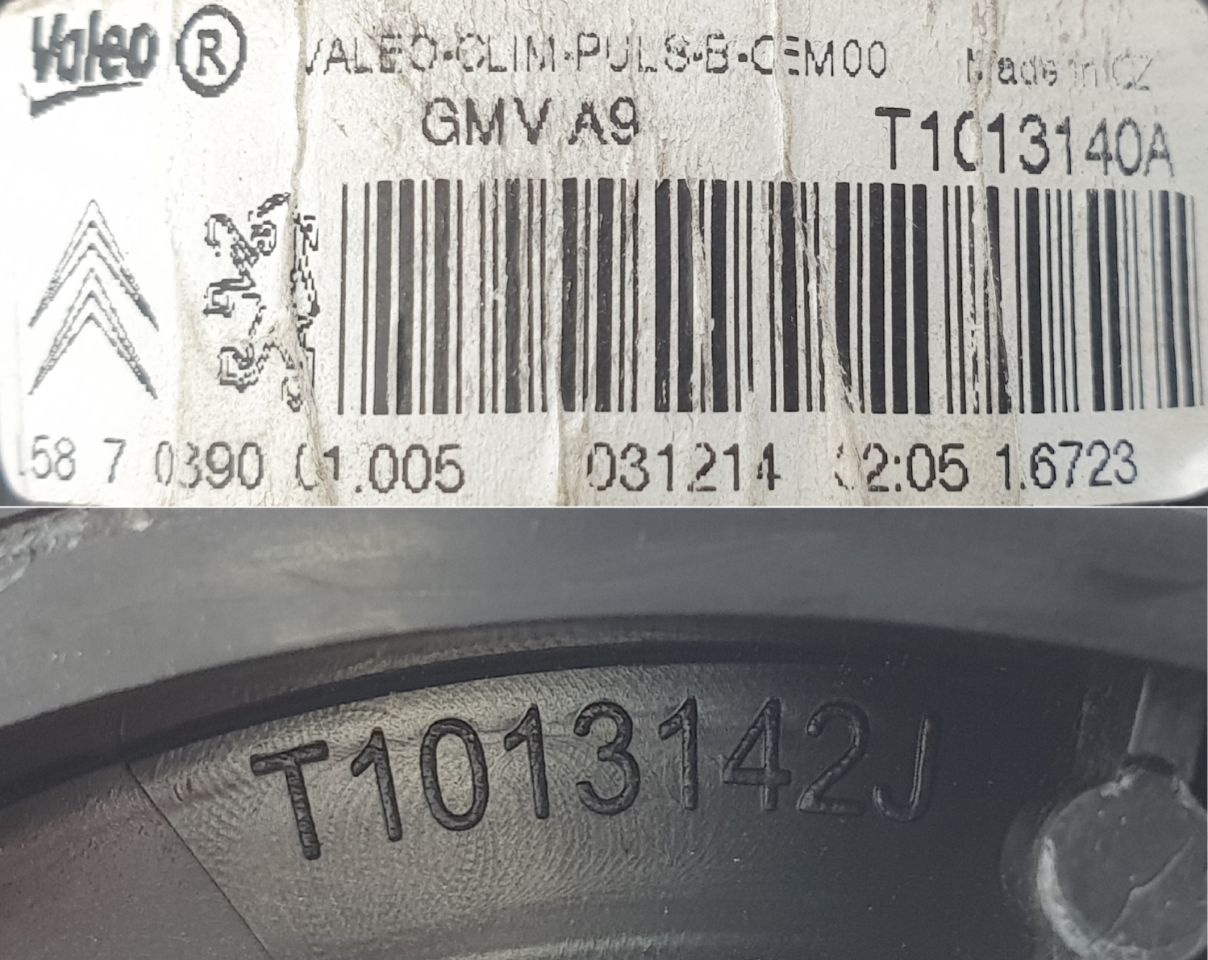 Valeo ®
VALEO-CLIM-PULS-B-CEM00
Made in CZ
GMV A9
T1013140A
58 7 0390 01.005 031214 02:05 1.6723
T1013142J